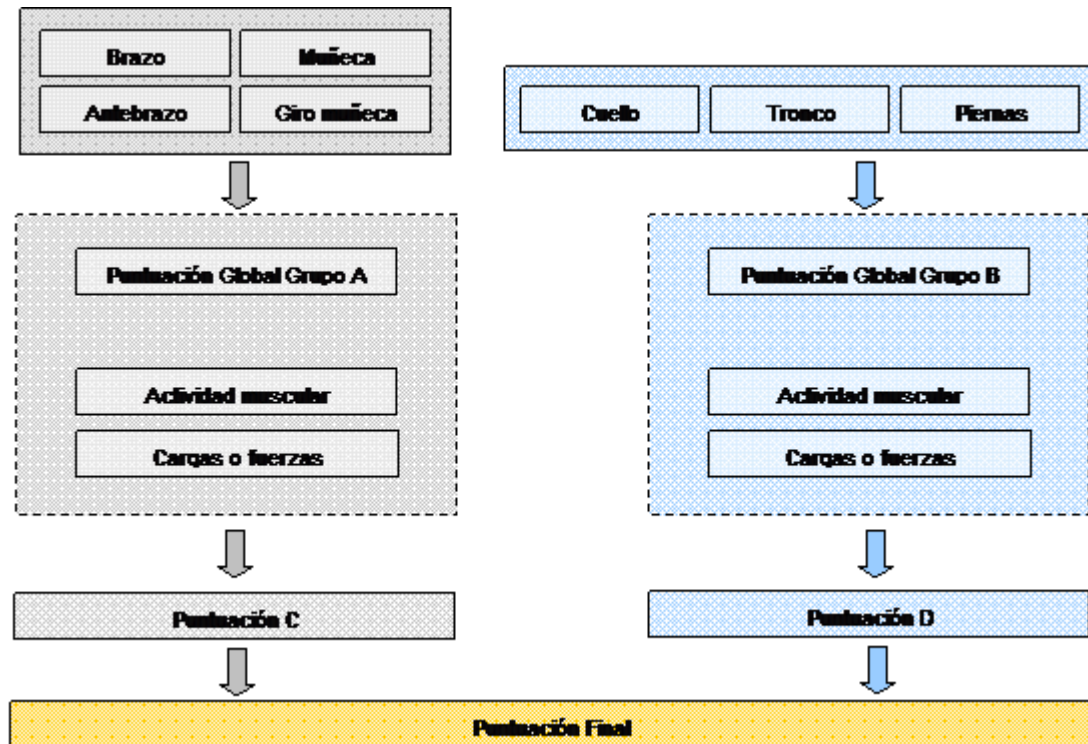 Brazo
Muñeca
Antebrazo
Giro muñeca
Puntuación Global Grupo A
Actividad muscular
Cargas o fuerzas
Puntuación C
Cuello
Tronco
Piernas
Puntuación Global Grupo B
Actividad muscular
Cargas o fuerzas
Puntuación D
Puntuación Final